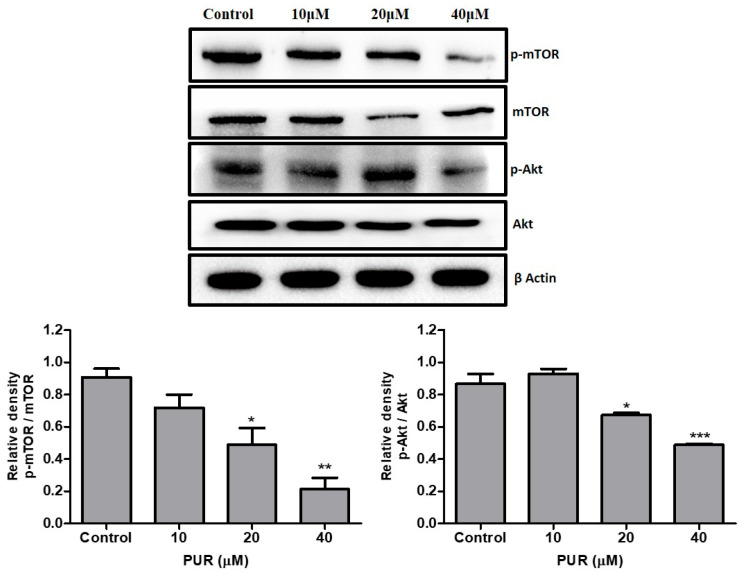 Control 10μM 20μM 40μM
p-mTOR
mTOR
p-Akt
Akt
β Actin
Relative density
p-mTOR / mTOR
1.2
1.0
0.8
0.6
0.4
0.2
0.0
*
**
Control 10 20 40
PUR (μM)
Relative density
p-Akt / Akt
1.2
1.0
0.8
0.6
0.4
0.2
0.0
*
***
Control 10 20 40
PUR (μM)